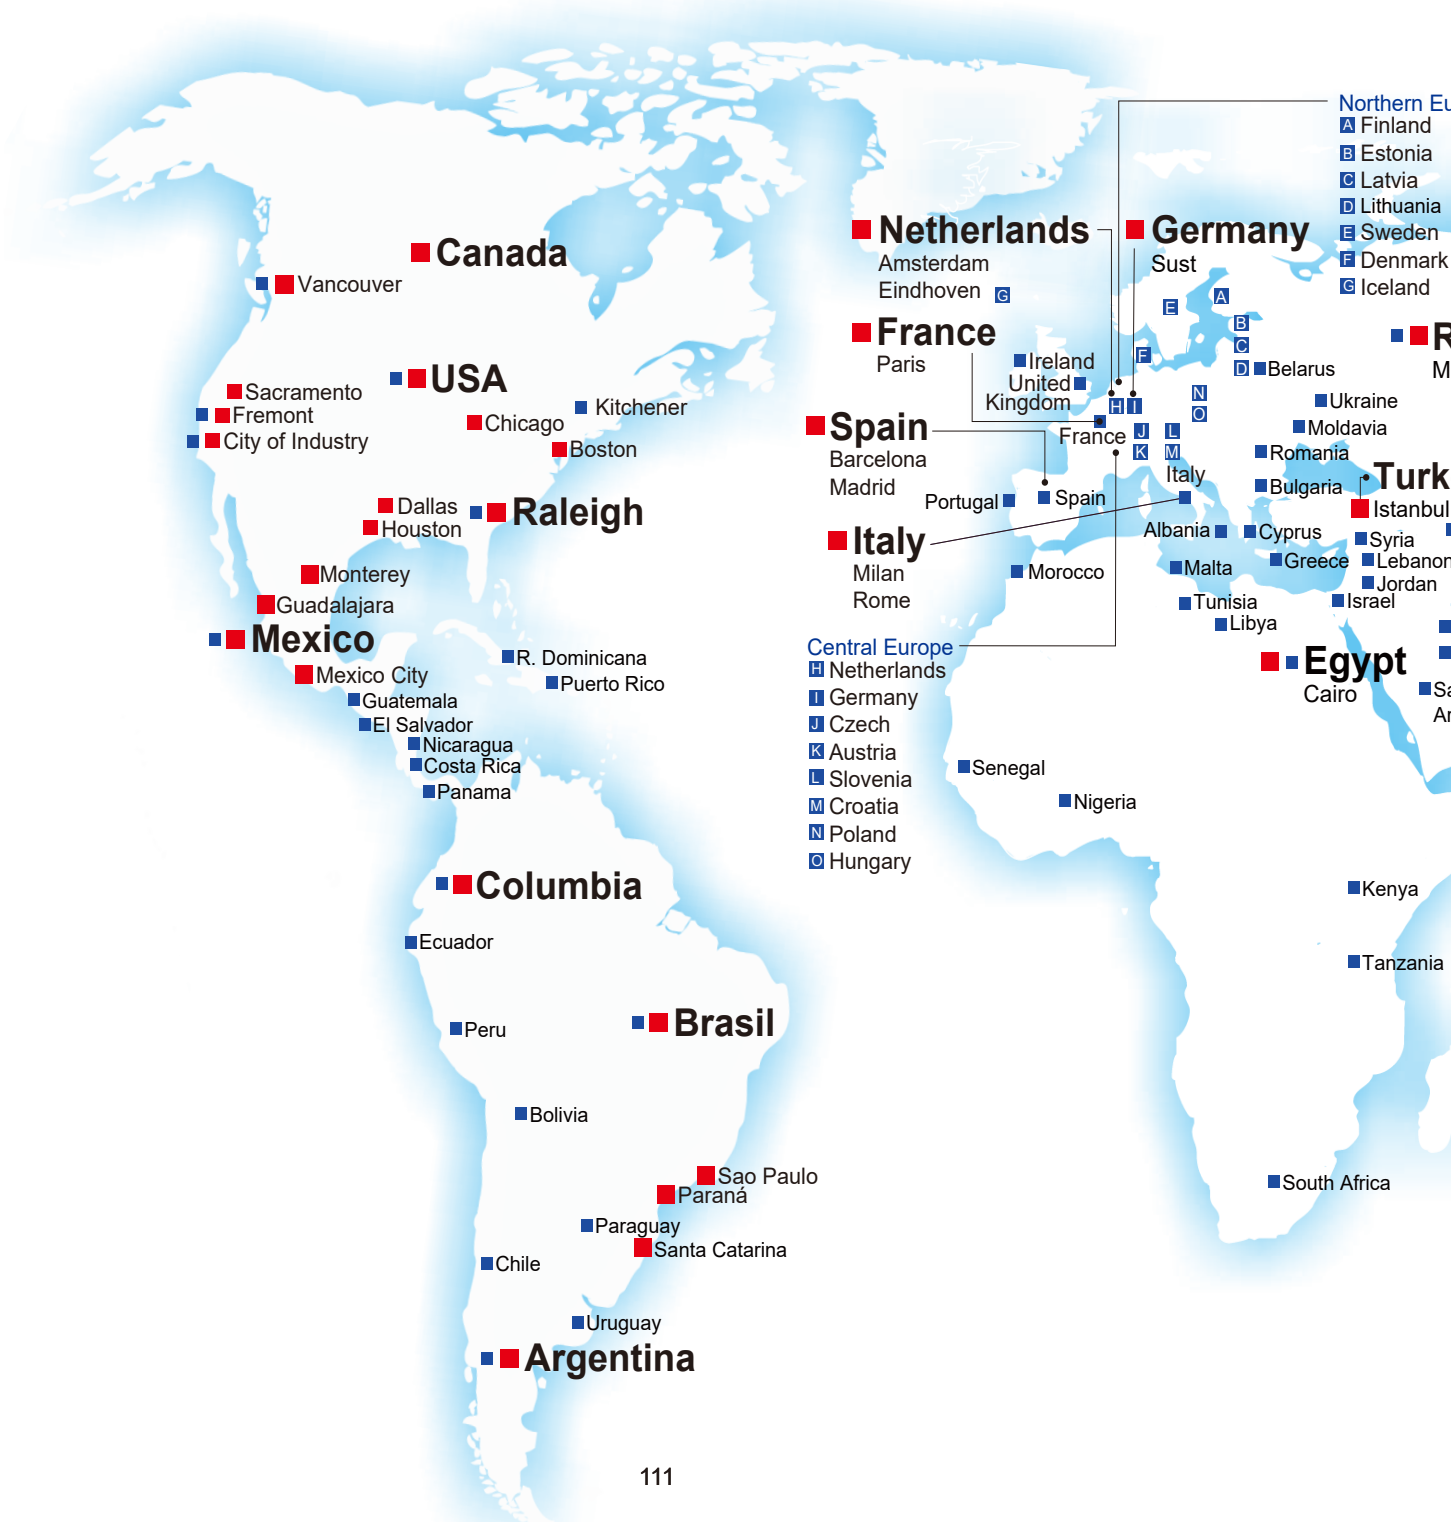 Canada
Vancouver
USA
Sacramento
Fremont
City of Industry
Chicago
Kitchener
Boston
Dallas
Houston
Raleigh
Monterey
Guadalajara
Mexico
Mexico City
R. Dominicana
Puerto Rico
Guatemala
El Salvador
Nicaragua
Costa Rica
Panama
Columbia
Ecuador
Peru
Brasil
Bolivia
Sao Paulo
Paraná
Paraguay
Santa Catarina
Chile
Uruguay
Argentina
Netherlands
Amsterdam
Eindhoven
G
France
Paris
Spain
Barcelona
Madrid
Italy
Milan
Rome
Central Europe
H Netherlands
I Germany
J Czech
K Austria
L Slovenia
M Croatia
N Poland
O Hungary
Germany
Sust
Northern Eu
A Finland
B Estonia
C Latvia
D Lithuania
E Sweden
F Denmark
G Iceland
E
A
B
C
D
F
Belarus
Ireland
United
Kingdom
H
I
N
O
France
J
K
L
M
Italy
Ukraine
Moldavia
Romania
Bulgaria
R
M
Turk
Istanbul
Portugal
Spain
Albania
Cyprus
Greece
Malta
Morocco
Tunisia
Libya
Syria
Lebanon
Jordan
Israel
Egypt
Cairo
Sa
Ar
Senegal
Nigeria
Kenya
Tanzania
South Africa
111